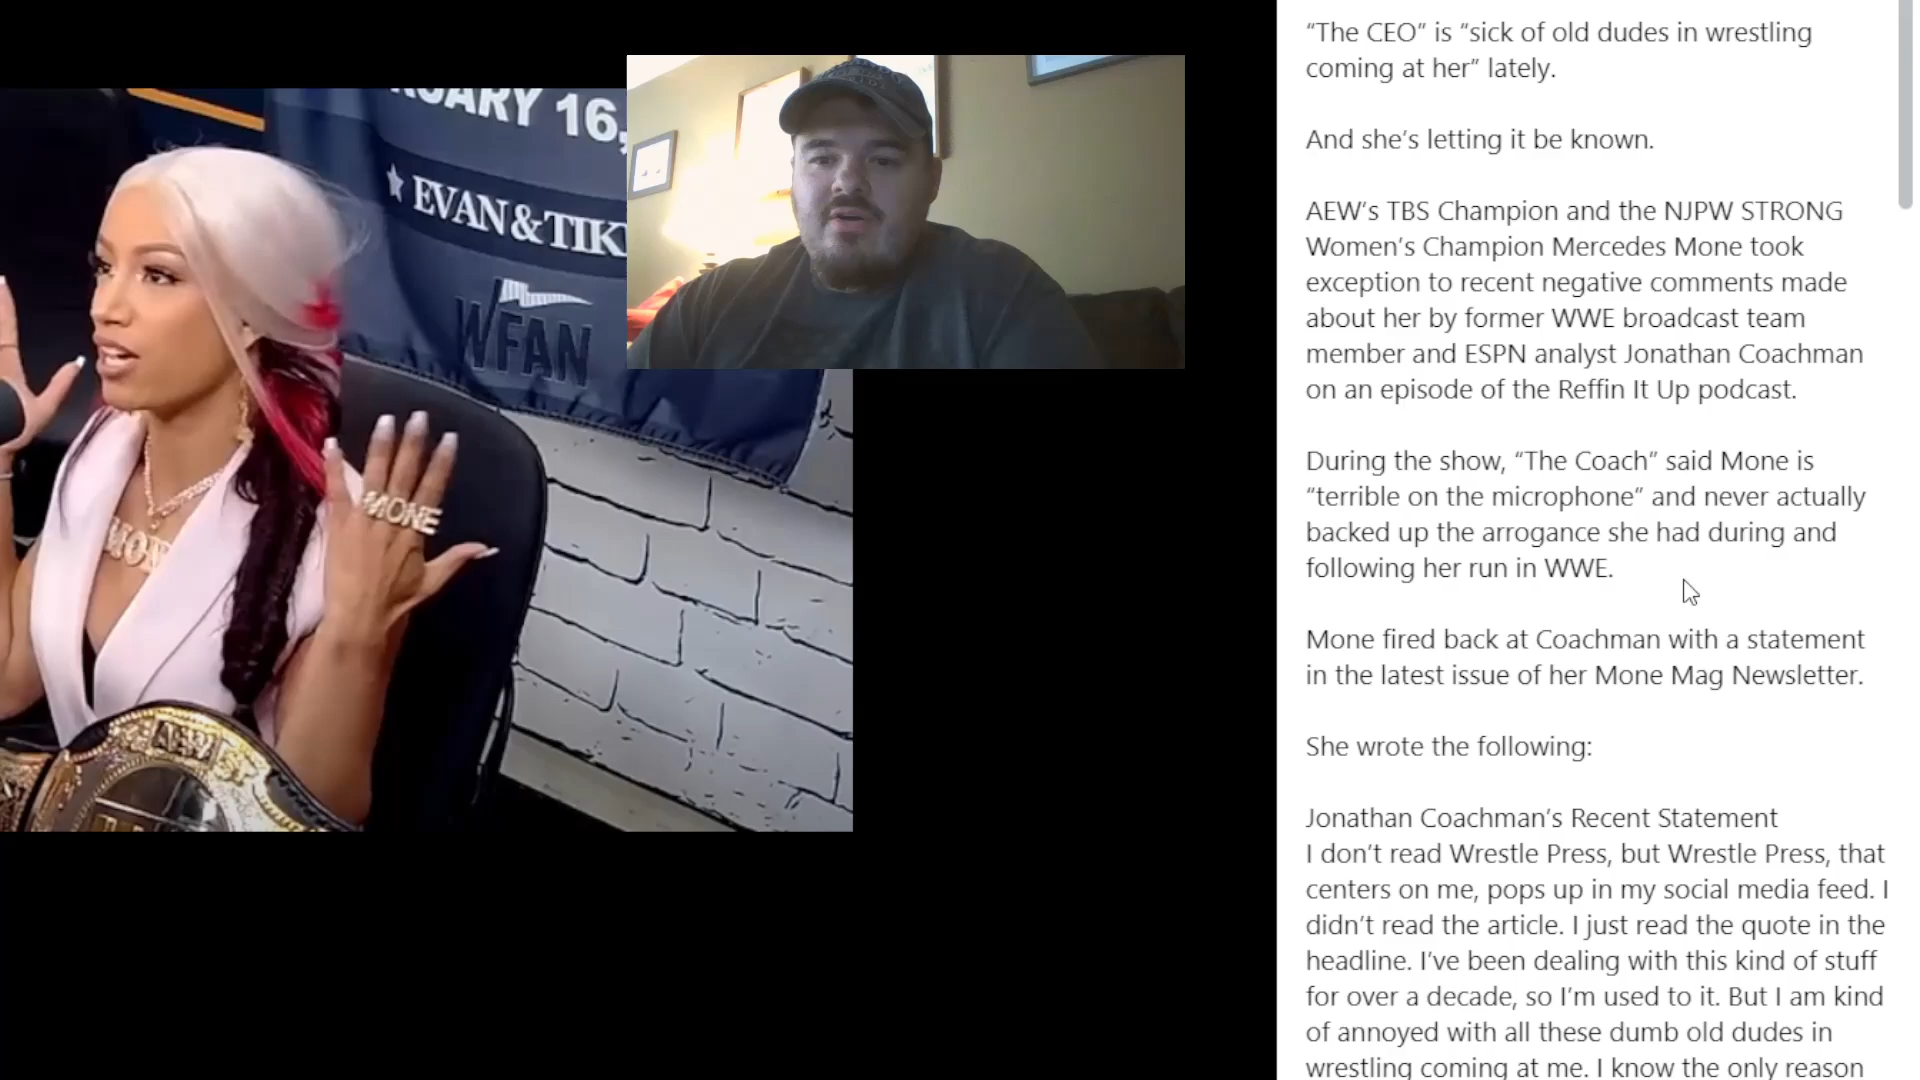 “The CEO” is “sick of old dudes in wrestling
coming at her” lately.
And she’s letting it be known.
AEW’s TBS Champion and the NJPW STRONG
Women’s Champion Mercedes Mone took
exception to recent negative comments made
about her by former WWE broadcast team
member and ESPN analyst Jonathan Coachman
on an episode of the Reffin It Up podcast.
During the show, “The Coach” said Mone is
“terrible on the microphone” and never actually
backed up the arrogance she had during and
following her run in WWE.
Mone fired back at Coachman with a statement
in the latest issue of her Mone Mag Newsletter.
She wrote the following:
Jonathan Coachman’s Recent Statement
I don’t read Wrestle Press, but Wrestle Press, that
centers on me, pops up in my social media feed. I
didn’t read the article. I just read the quote in the
headline. I’ve been dealing with this kind of stuff
for over a decade, so I’m used to it. But I am kind
of annoyed with all these dumb old dudes in
wrestling coming at me. I know the only reason
16,
EVAN & TIK
WFAN
MONE
AEW